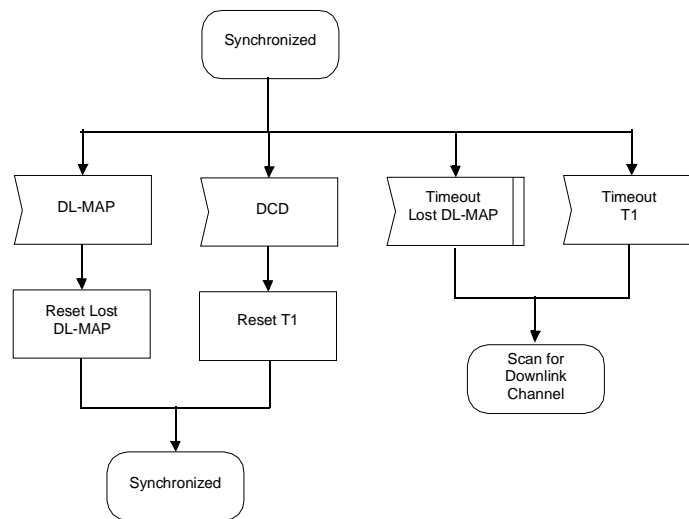 Synchronized
DL-MAP
DCD
Timeout
Lost DL-MAP
Timeout
T1
Reset Lost
DL-MAP
Reset T1
Scan for
Downlink
Channel
Synchronized